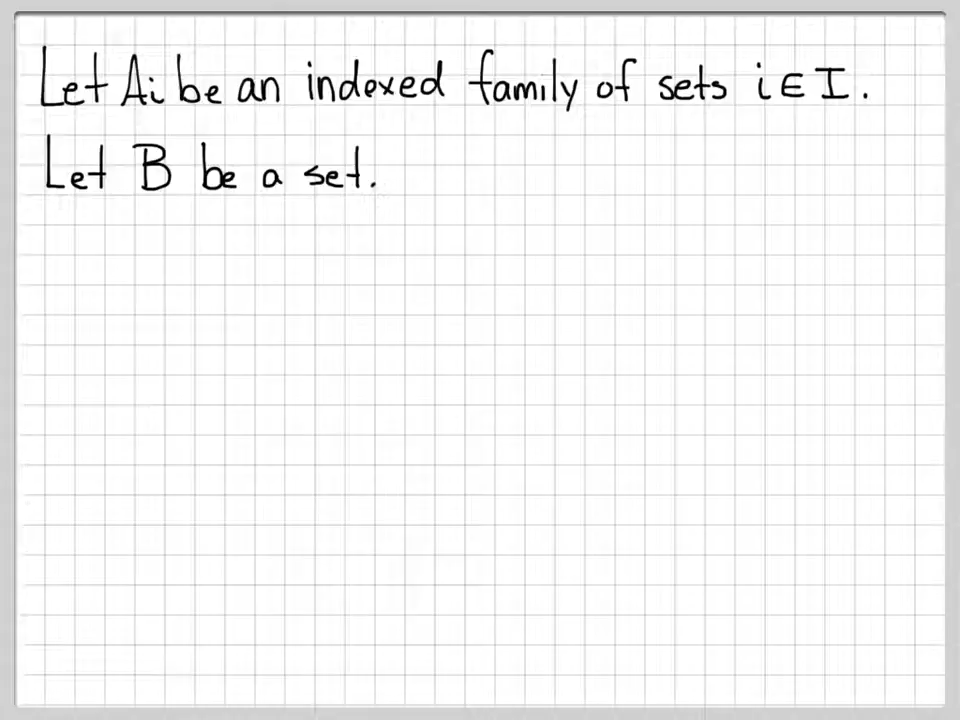 Let Ai be an indexed family of sets i ∈ I.
Let B be a set.